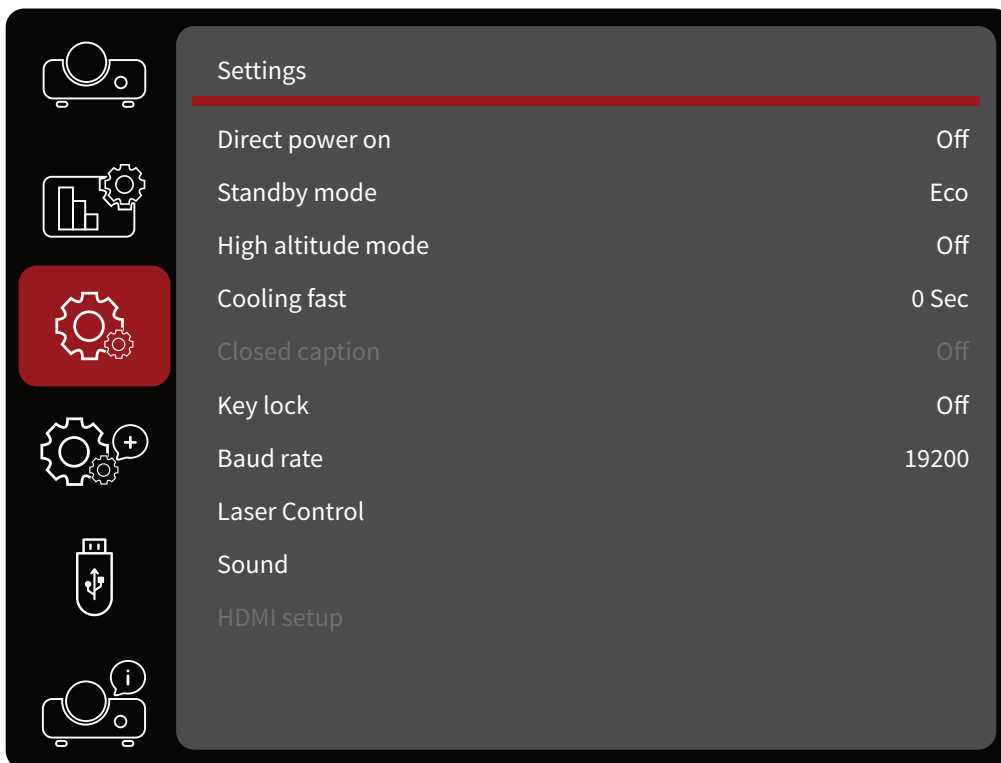 Settings
Direct power on Off
Standby mode Eco
High altitude mode Off
Cooling fast 0 Sec
Closed caption Off
Key lock Off
Baud rate 19200
Laser Control
Sound
HDMI setup